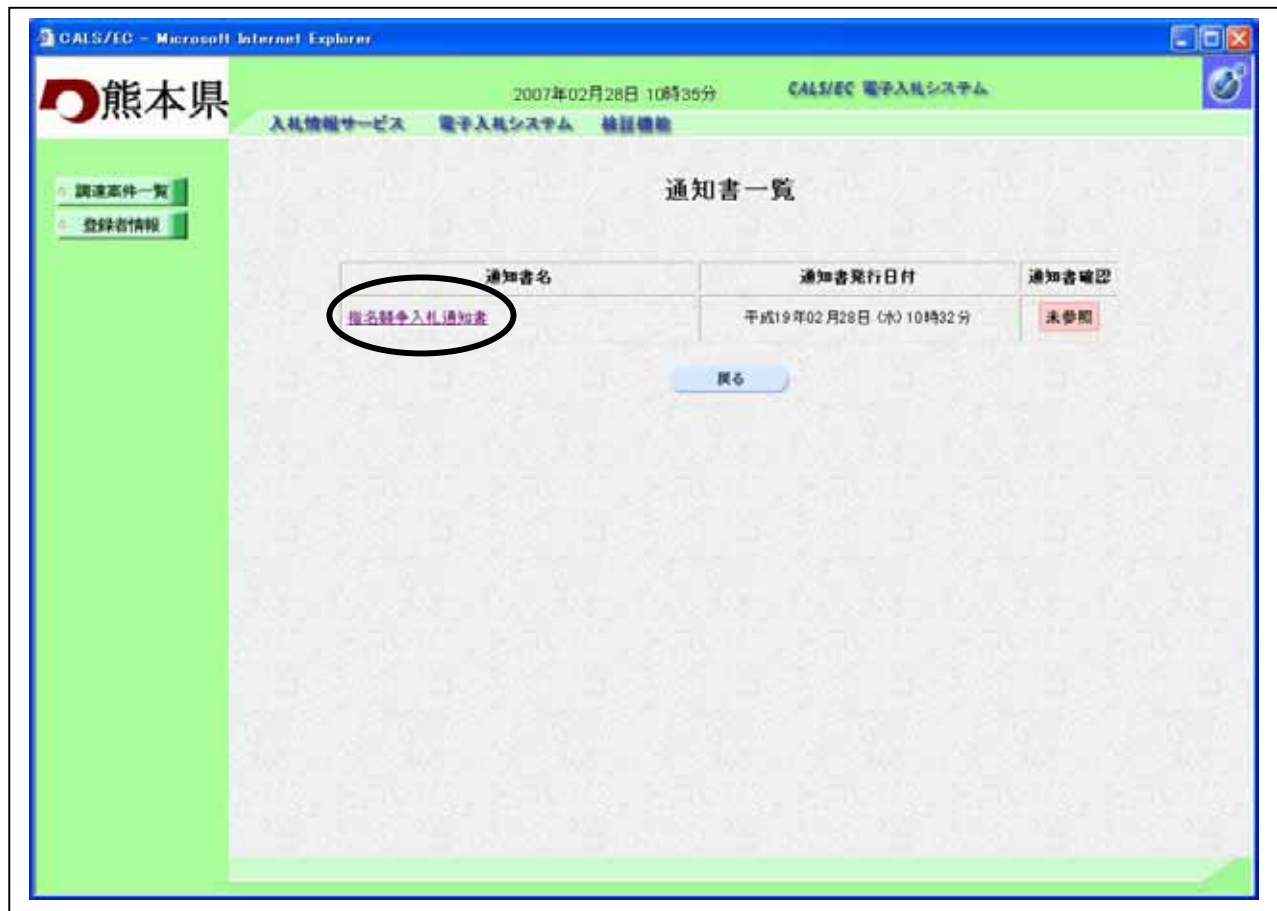 CALS/EC - Microsoft Internet Explorer
熊本県
2007年02月28日 10時35分
CALS/EC 電子入札システム
入札情報サービス 電子入札システム 検証機能
調達案件一覧
登録者情報
通知書一覧
通知書名 通知書発行日付 通知書確認
指名競争入札通知書 平成19年02月28日(水)10時32分 未参照
戻る